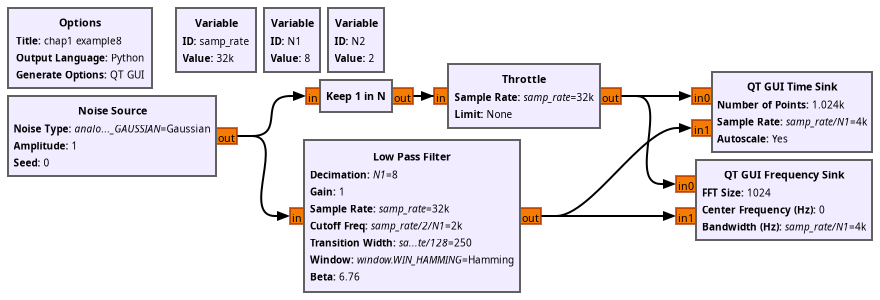 Options
Title: chap1 example8
Output Language: Python
Generate Options: QT GUI
Variable
ID: samp_rate
Value: 32k
Variable
ID: N1
Value: 8
Variable
ID: N2
Value: 2
Noise Source
Noise Type: analo..._GAUSSIAN=Gaussian
Amplitude: 1
Seed: 0
out
in
Keep 1 in N
out
in
Throttle
Sample Rate: samp_rate=32k
Limit: None
out
in
Low Pass Filter
Decimation: N1=8
Gain: 1
Sample Rate: samp_rate=32k
Cutoff Freq: samp_rate/2/N1=2k
Transition Width: sa...te/128=250
Window: window.WIN_HAMMING=Hamming
Beta: 6.76
out
in0
in1
QT GUI Time Sink
Number of Points: 1.024k
Sample Rate: samp_rate/N1=4k
Autoscale: Yes
in0
in1
QT GUI Frequency Sink
FFT Size: 1024
Center Frequency (Hz): 0
Bandwidth (Hz): samp_rate/N1=4k